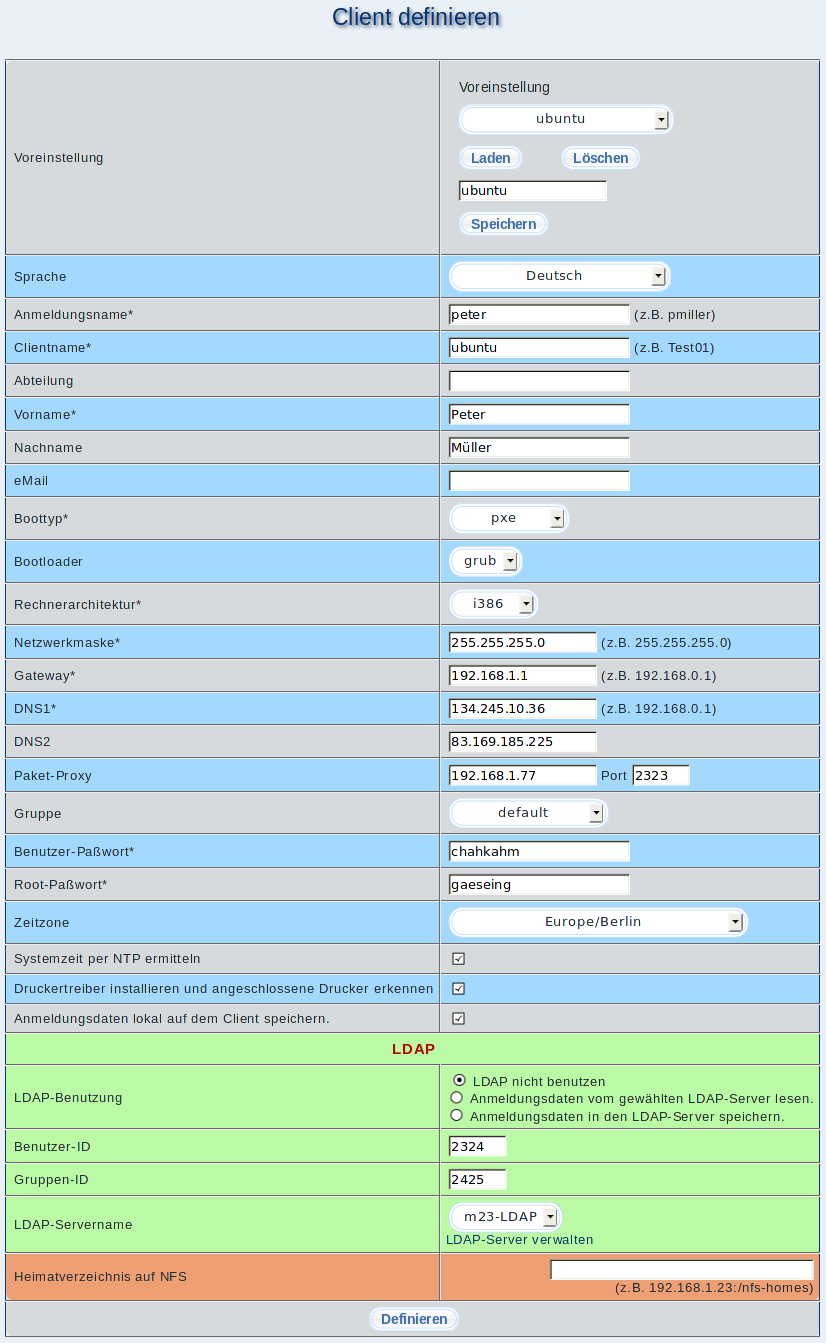 Client definieren
Voreinstellung
Voreinstellung
ubuntu
Laden Löschen
ubuntu
Speichern
Sprache Deutsch
Anmeldungsname* peter (z.B. pmiller)
Clientname* ubuntu (z.B. Test01)
Abteilung
Vorname* Peter
Nachname Müller
eMail
Boottyp* pxe
Bootloader grub
Rechnerarchitektur* i386
Netzwerkmaske* 255.255.255.0 (z.B. 255.255.255.0)
Gateway* 192.168.1.1 (z.B. 192.168.0.1)
DNS1* 134.245.10.36 (z.B. 192.168.0.1)
DNS2 83.169.185.225
Paket-Proxy 192.168.1.77 Port 2323
Gruppe default
Benutzer-Paßwort* chahkahm
Root-Paßwort* gaeseing
Zeitzone Europe/Berlin
Systemzeit per NTP ermitteln
Druckertreiber installieren und angeschlossene Drucker erkennen
Anmeldungsdaten lokal auf dem Client speichern.
LDAP
LDAP-Benutzung
LDAP nicht benutzen
Anmeldungsdaten vom gewählten LDAP-Server lesen.
Anmeldungsdaten in den LDAP-Server speichern.
Benutzer-ID 2324
Gruppen-ID 2425
LDAP-Servername m23-LDAP
LDAP-Server verwalten
Heimatverzeichnis auf NFS
(z.B. 192.168.1.23:/nfs-homes)
Definieren